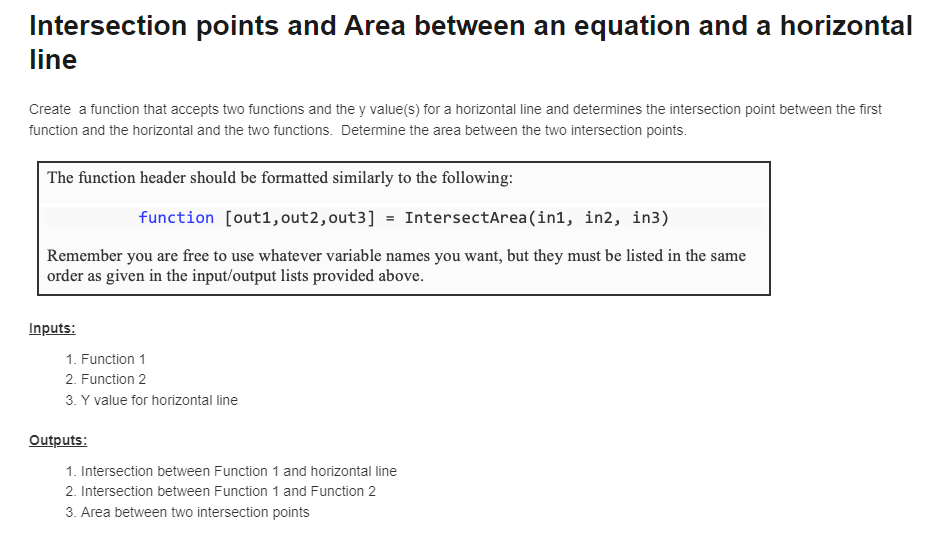 Intersection points and Area between an equation and a horizontal
line
Create a function that accepts two functions and the y value(s) for a horizontal line and determines the intersection point between the first
function and the horizontal and the two functions. Determine the area between the two intersection points.
The function header should be formatted similarly to the following:
function [out1,out2,out3] = IntersectArea(in1, in2, in3)
Remember you are free to use whatever variable names you want, but they must be listed in the same
order as given in the input/output lists provided above.
Inputs:
1. Function 1
2. Function 2
3. Y value for horizontal line
Outputs:
1. Intersection between Function 1 and horizontal line
2. Intersection between Function 1 and Function 2
3. Area between two intersection points